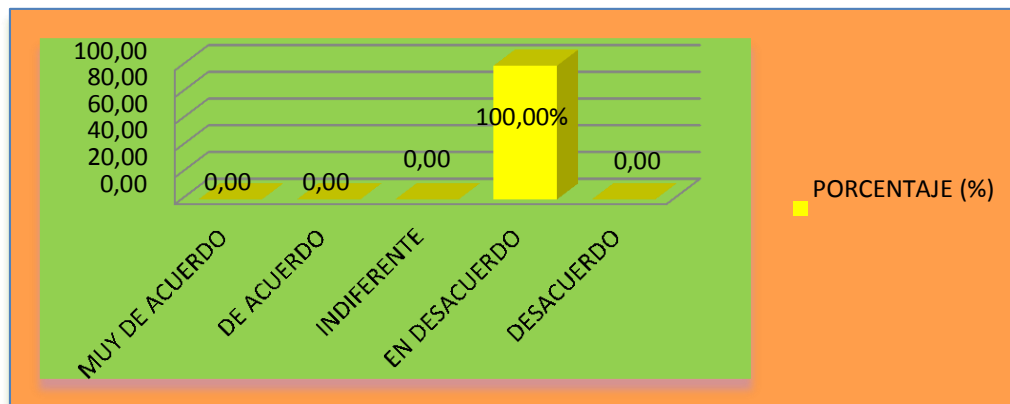 100,00
80,00
60,00
40,00
20,00
0,00
0,00
0,00
0,00
100,00%
0,00
MUY DE ACUERDO
DE ACUERDO
INDIFERENTE
EN DESACUERDO
DESACUERDO
PORCENTAJE (%)